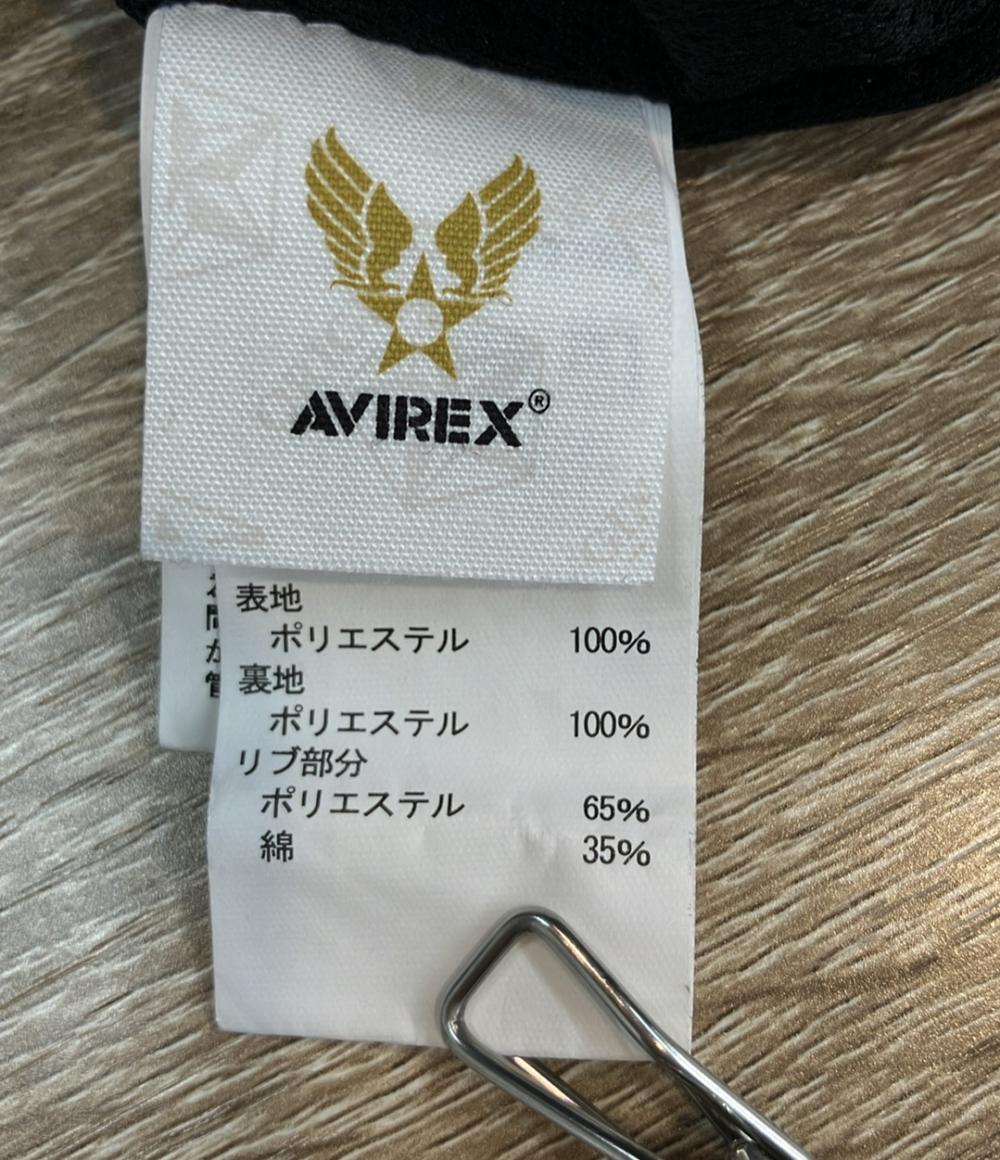 AVIREX®
表地
ポリエステル 100%
裏地
ポリエステル 100%
リブ部分
ポリエステル 65%
綿 35%